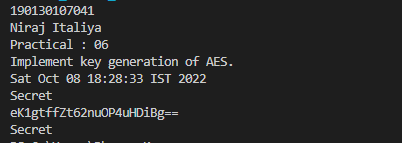 190130107041
Niraj Italiya
Practical : 06
Implement key generation of AES.
Sat Oct 08 18:28:33 IST 2022
Secret
eK1gtffZt62nuOP4uHDiBg==
Secret